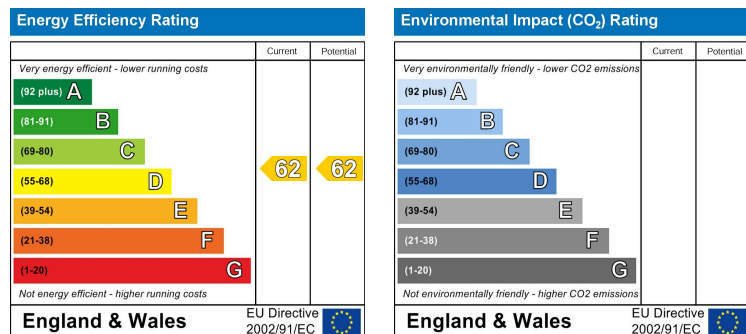 Energy Efficiency Rating
Current Potential
Very energy efficient - lower running costs
(92 plus) A
(81-91) B
(69-80) C
(55-68) D
(39-54) E
(21-38) F
(1-20) G
62 62
Not energy efficient - higher running costs
England & Wales
EU Directive
2002/91/EC
Environmental Impact (CO₂) Rating
Current Potential
Very environmentally friendly - lower CO2 emissions
(92 plus) A
(81-91) B
(69-80) C
(55-68) D
(39-54) E
(21-38) F
(1-20) G
Not environmentally friendly - higher CO2 emissions
England & Wales
EU Directive
2002/91/EC